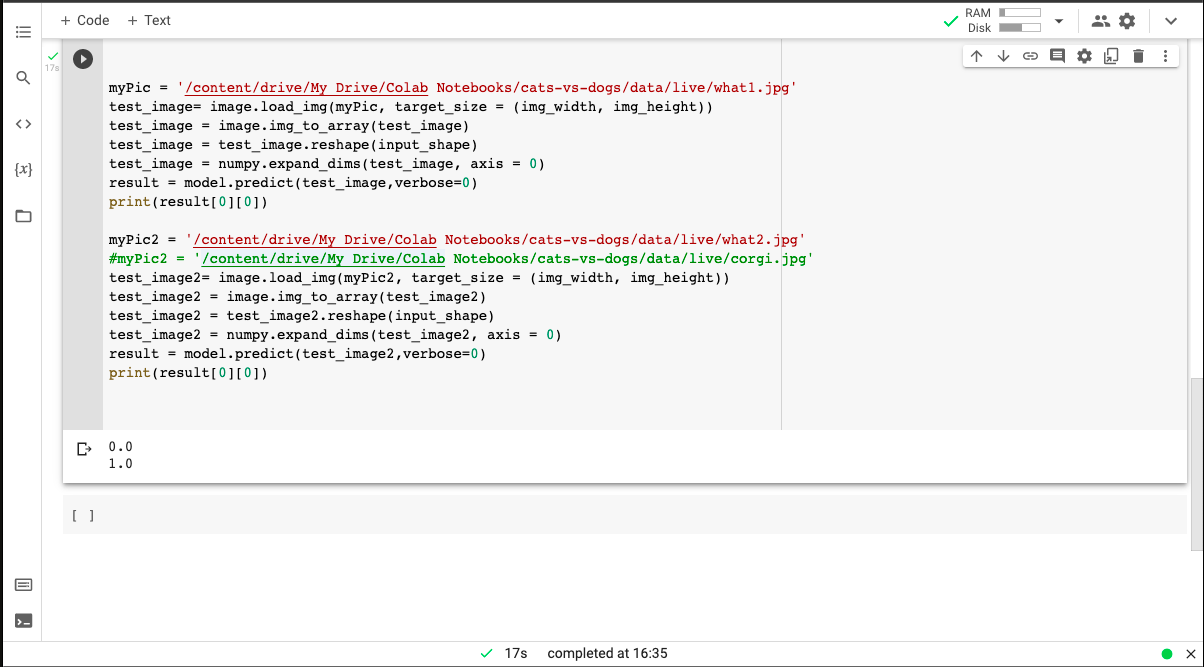 + Code + Text
RAM
Disk
17s
myPic = '/content/drive/My Drive/Colab Notebooks/cats-vs-dogs/data/live/what1.jpg'
test_image= image.load_img(myPic, target_size = (img_width, img_height))
test_image = image.img_to_array(test_image)
test_image = test_image.reshape(input_shape)
test_image = numpy.expand_dims(test_image, axis = 0)
result = model.predict(test_image,verbose=0)
print(result[0][0])
myPic2 = '/content/drive/My Drive/Colab Notebooks/cats-vs-dogs/data/live/what2.jpg'
#myPic2 = '/content/drive/My Drive/Colab Notebooks/cats-vs-dogs/data/live/corgi.jpg'
test_image2= image.load_img(myPic2, target_size = (img_width, img_height))
test_image2 = image.img_to_array(test_image2)
test_image2 = test_image2.reshape(input_shape)
test_image2 = numpy.expand_dims(test_image2, axis = 0)
result = model.predict(test_image2,verbose=0)
print(result[0][0])
0.0
1.0
[ ]
17s completed at 16:35